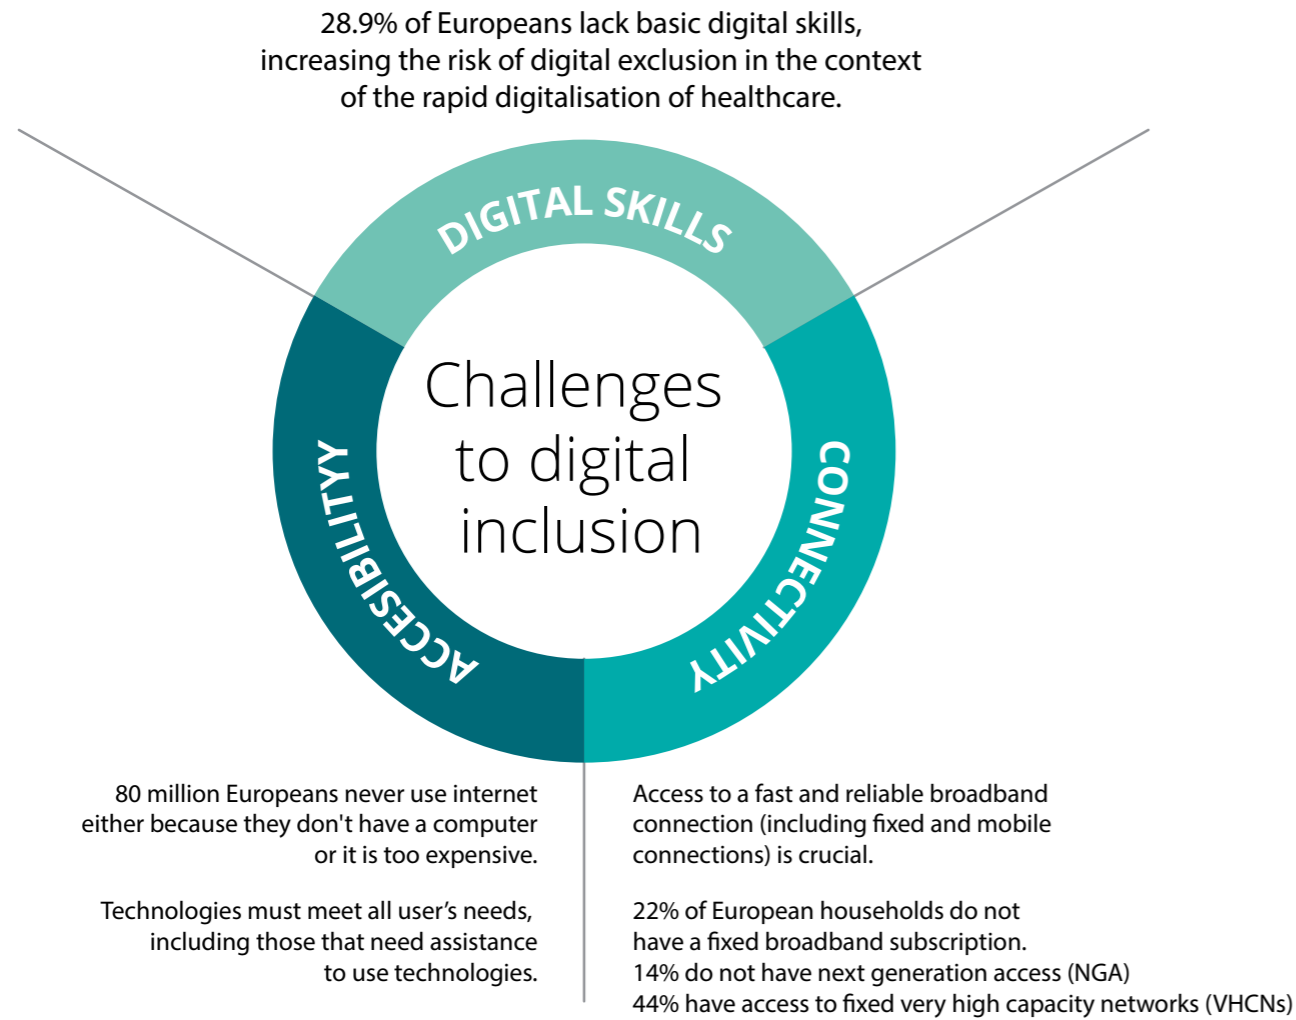 28.9% of Europeans lack basic digital skills,
increasing the risk of digital exclusion in the context
of the rapid digitalisation of healthcare.
DIGITAL SKILLS
Challenges
to digital
inclusion
ACCESIBILITYY
CONNECTIVITY
80 million Europeans never use internet
either because they don't have a computer
or it is too expensive.
Technologies must meet all user’s needs,
including those that need assistance
to use technologies.
Access to a fast and reliable broadband
connection (including fixed and mobile
connections) is crucial.
22% of European households do not
have a fixed broadband subscription.
14% do not have next generation access (NGA)
44% have access to fixed very high capacity networks (VHCNs)